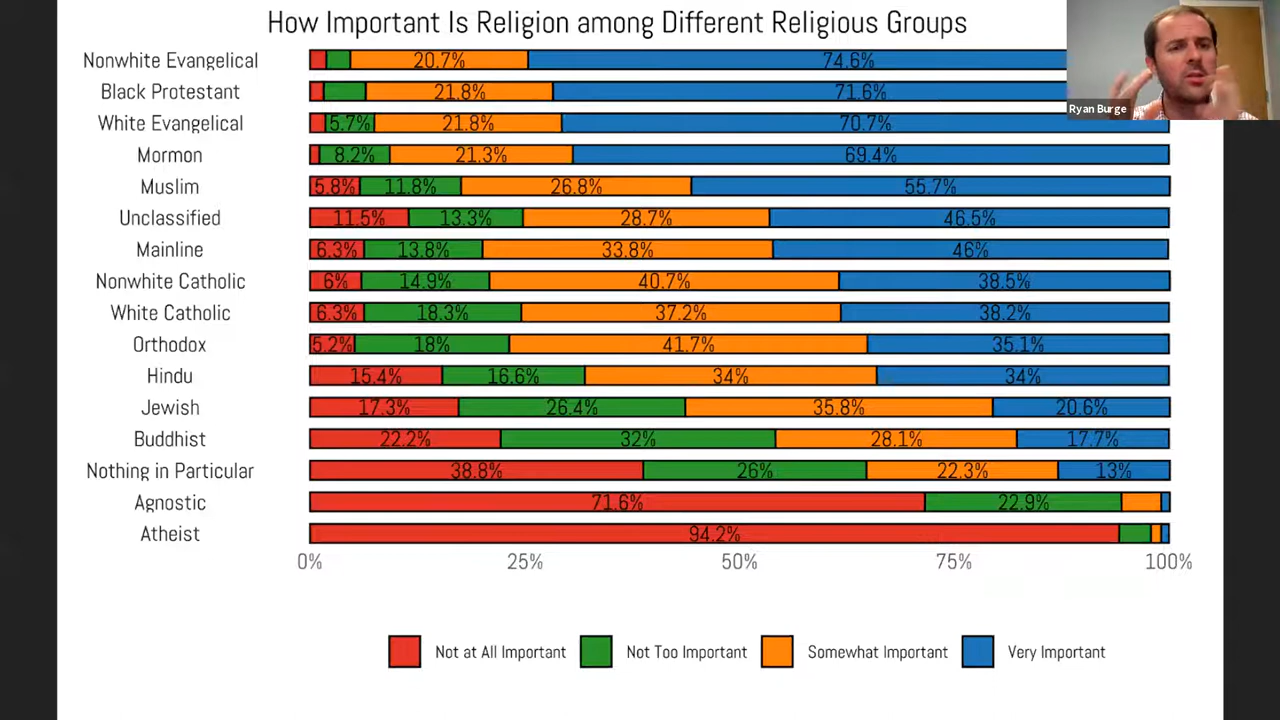 How Important Is Religion among Different Religious Groups
Nonwhite Evangelical 20.7% 74.6%
Black Protestant 21.8% 71.6%
Ryan Burge
White Evangelical 5.7% 21.8% 70.7%
Mormon 8.2% 21.3% 69.4%
Muslim 5.8% 11.8% 26.8% 55.7%
Unclassified 11.5% 13.3% 28.7% 46.5%
Mainline 6.3% 13.8% 33.8% 46%
Nonwhite Catholic 6% 14.9% 40.7% 38.5%
White Catholic 6.3% 18.3% 37.2% 38.2%
Orthodox 5.2% 18% 41.7% 35.1%
Hindu 15.4% 16.6% 34% 34%
Jewish 17.3% 26.4% 35.8% 20.6%
Buddhist 22.2% 32% 28.1% 17.7%
Nothing in Particular 38.8% 26% 22.3% 13%
Agnostic 71.6% 22.9%
Atheist 94.2%
0% 25% 50% 75% 100%
Not at All Important Not Too Important Somewhat Important Very Important